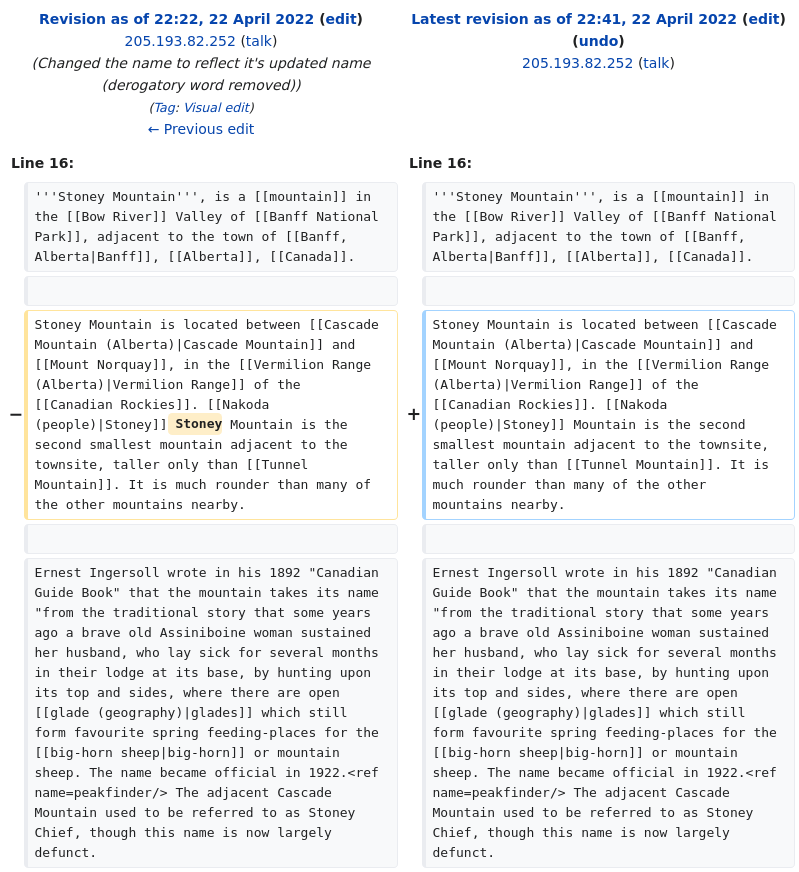 Revision as of 22:22, 22 April 2022 (edit)
205.193.82.252 (talk)
(Changed the name to reflect it's updated name
(derogatory word removed))
(Tag: Visual edit)
← Previous edit
Latest revision as of 22:41, 22 April 2022 (edit)
(undo)
205.193.82.252 (talk)
Line 16:
'''Stoney Mountain''', is a [[mountain]] in
the [[Bow River]] Valley of [[Banff National
Park]], adjacent to the town of [[Banff,
Alberta|Banff]], [[Alberta]], [[Canada]].
−
Stoney Mountain is located between [[Cascade
Mountain (Alberta)|Cascade Mountain]] and
[[Mount Norquay]], in the [[Vermilion Range
(Alberta)|Vermilion Range]] of the
[[Canadian Rockies]]. [[Nakoda
(people)|Stoney]] Stoney Mountain is the
second smallest mountain adjacent to the
townsite, taller only than [[Tunnel
Mountain]]. It is much rounder than many of
the other mountains nearby.
Ernest Ingersoll wrote in his 1892 "Canadian
Guide Book" that the mountain takes its name
"from the traditional story that some years
ago a brave old Assiniboine woman sustained
her husband, who lay sick for several months
in their lodge at its base, by hunting upon
its top and sides, where there are open
[[glade (geography)|glades]] which still
form favourite spring feeding-places for the
[[big-horn sheep|big-horn]] or mountain
sheep. The name became official in 1922.<ref
name=peakfinder/> The adjacent Cascade
Mountain used to be referred to as Stoney
Chief, though this name is now largely
defunct.
Line 16:
'''Stoney Mountain''', is a [[mountain]] in
the [[Bow River]] Valley of [[Banff National
Park]], adjacent to the town of [[Banff,
Alberta|Banff]], [[Alberta]], [[Canada]].
+
Stoney Mountain is located between [[Cascade
Mountain (Alberta)|Cascade Mountain]] and
[[Mount Norquay]], in the [[Vermilion Range
(Alberta)|Vermilion Range]] of the
[[Canadian Rockies]]. [[Nakoda
(people)|Stoney]] Mountain is the second
smallest mountain adjacent to the townsite,
taller only than [[Tunnel Mountain]]. It is
much rounder than many of the other
mountains nearby.
Ernest Ingersoll wrote in his 1892 "Canadian
Guide Book" that the mountain takes its name
"from the traditional story that some years
ago a brave old Assiniboine woman sustained
her husband, who lay sick for several months
in their lodge at its base, by hunting upon
its top and sides, where there are open
[[glade (geography)|glades]] which still
form favourite spring feeding-places for the
[[big-horn sheep|big-horn]] or mountain
sheep. The name became official in 1922.<ref
name=peakfinder/> The adjacent Cascade
Mountain used to be referred to as Stoney
Chief, though this name is now largely
defunct.